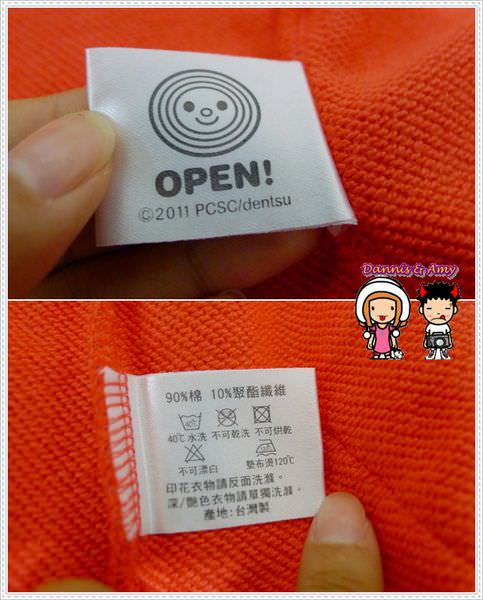 OPEN!
©2011 PCSC/dentsu
Dannis & Amy
90%棉 10%聚酯纖維
40℃水洗 不可乾洗 不可烘乾
不可漂白 墊布燙120℃
印花衣物請反面洗滌。
深/艷色衣物請單獨洗滌。
產地:台灣製